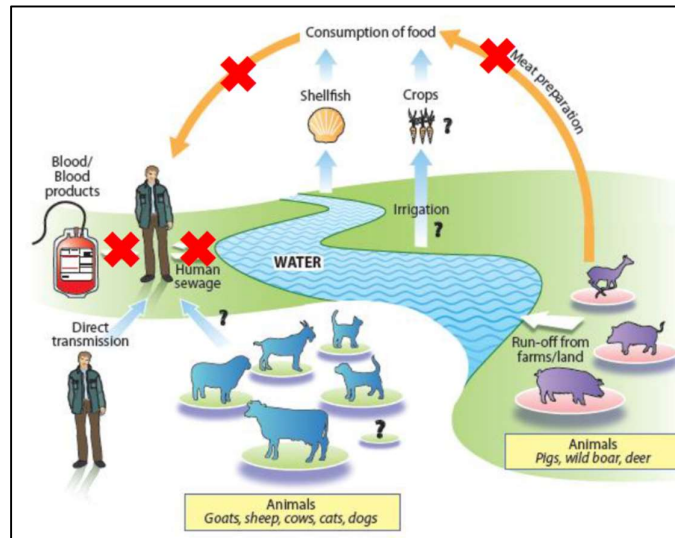 Consumption of food
Meat preparation
Shellfish
Crops
?
Blood/
Blood
products
Irrigation
?
WATER
Human
sewage
?
Direct
transmission
Run-off from
farms/land
?
Animals
Pigs, wild boar, deer
Animals
Goats, sheep, cows, cats, dogs